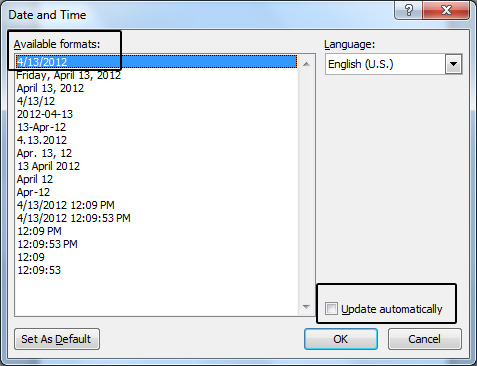 Date and Time
Available formats:
Language:
4/13/2012
English (U.S.)
Friday, April 13, 2012
April 13, 2012
4/13/12
2012-04-13
13-Apr-12
4.13.2012
Apr. 13, 12
13 April 2012
April 12
Apr-12
4/13/2012 12:09 PM
4/13/2012 12:09:53 PM
12:09 PM
12:09:53 PM
12:09
12:09:53
Update automatically
Set As Default
OK
Cancel